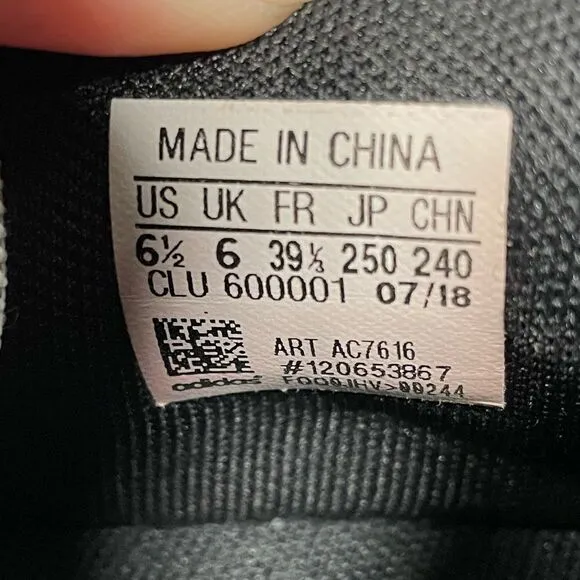 MADE IN CHINA
US UK FR JP CHN
6½ 6 39⅓ 250 240
CLU 600001 07/18
ART AC7616
#120653867
adidas